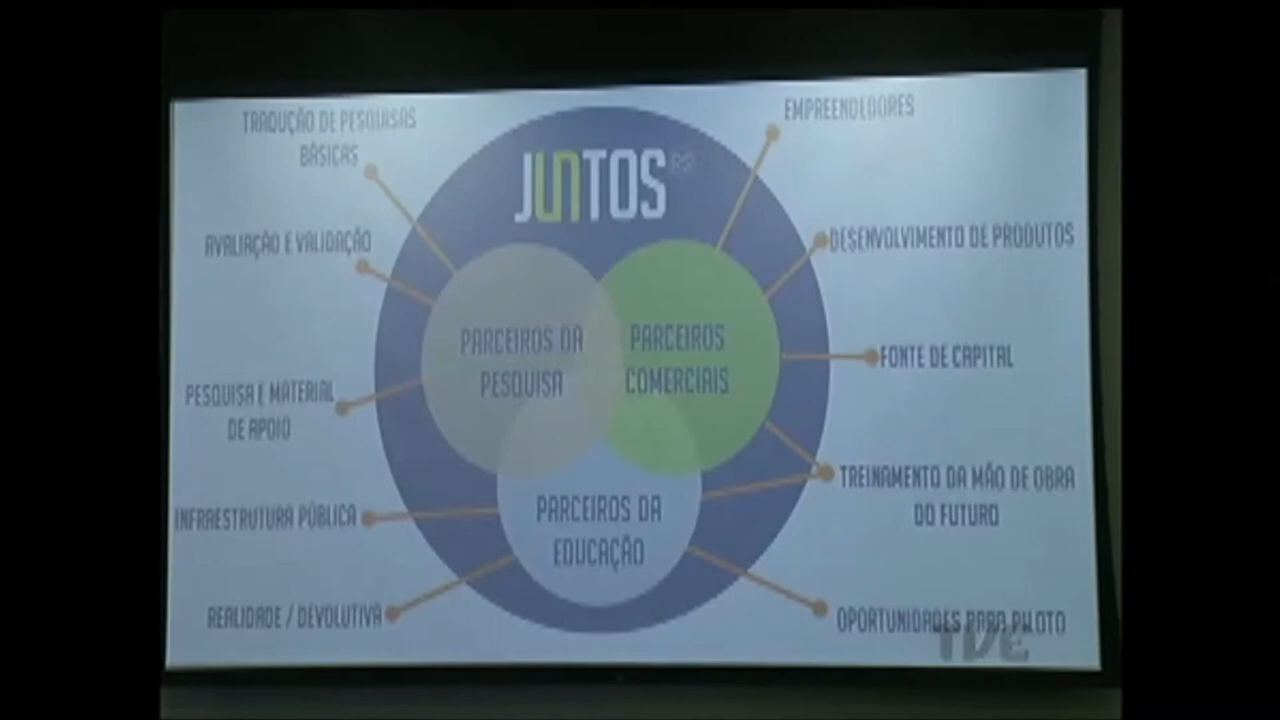 TRADUÇÃO DE PESQUISAS
BÁSICAS
EMPREENDEDORES
JUNTOS
RS
AVALIAÇÃO E VALIDAÇÃO
DESENVOLVIMENTO DE PRODUTOS
PARCEIROS DA
PESQUISA
PARCEIROS
COMERCIAIS
FONTE DE CAPITAL
PESQUISA E MATERIAL
DE APOIO
TREINAMENTO DA MÃO DE OBRA
DO FUTURO
INFRAESTRUTURA PÚBLICA
PARCEIROS DA
EDUCAÇÃO
REALIDADE / DEVOLUTIVA
OPORTUNIDADES PARA PILOTO
TVE